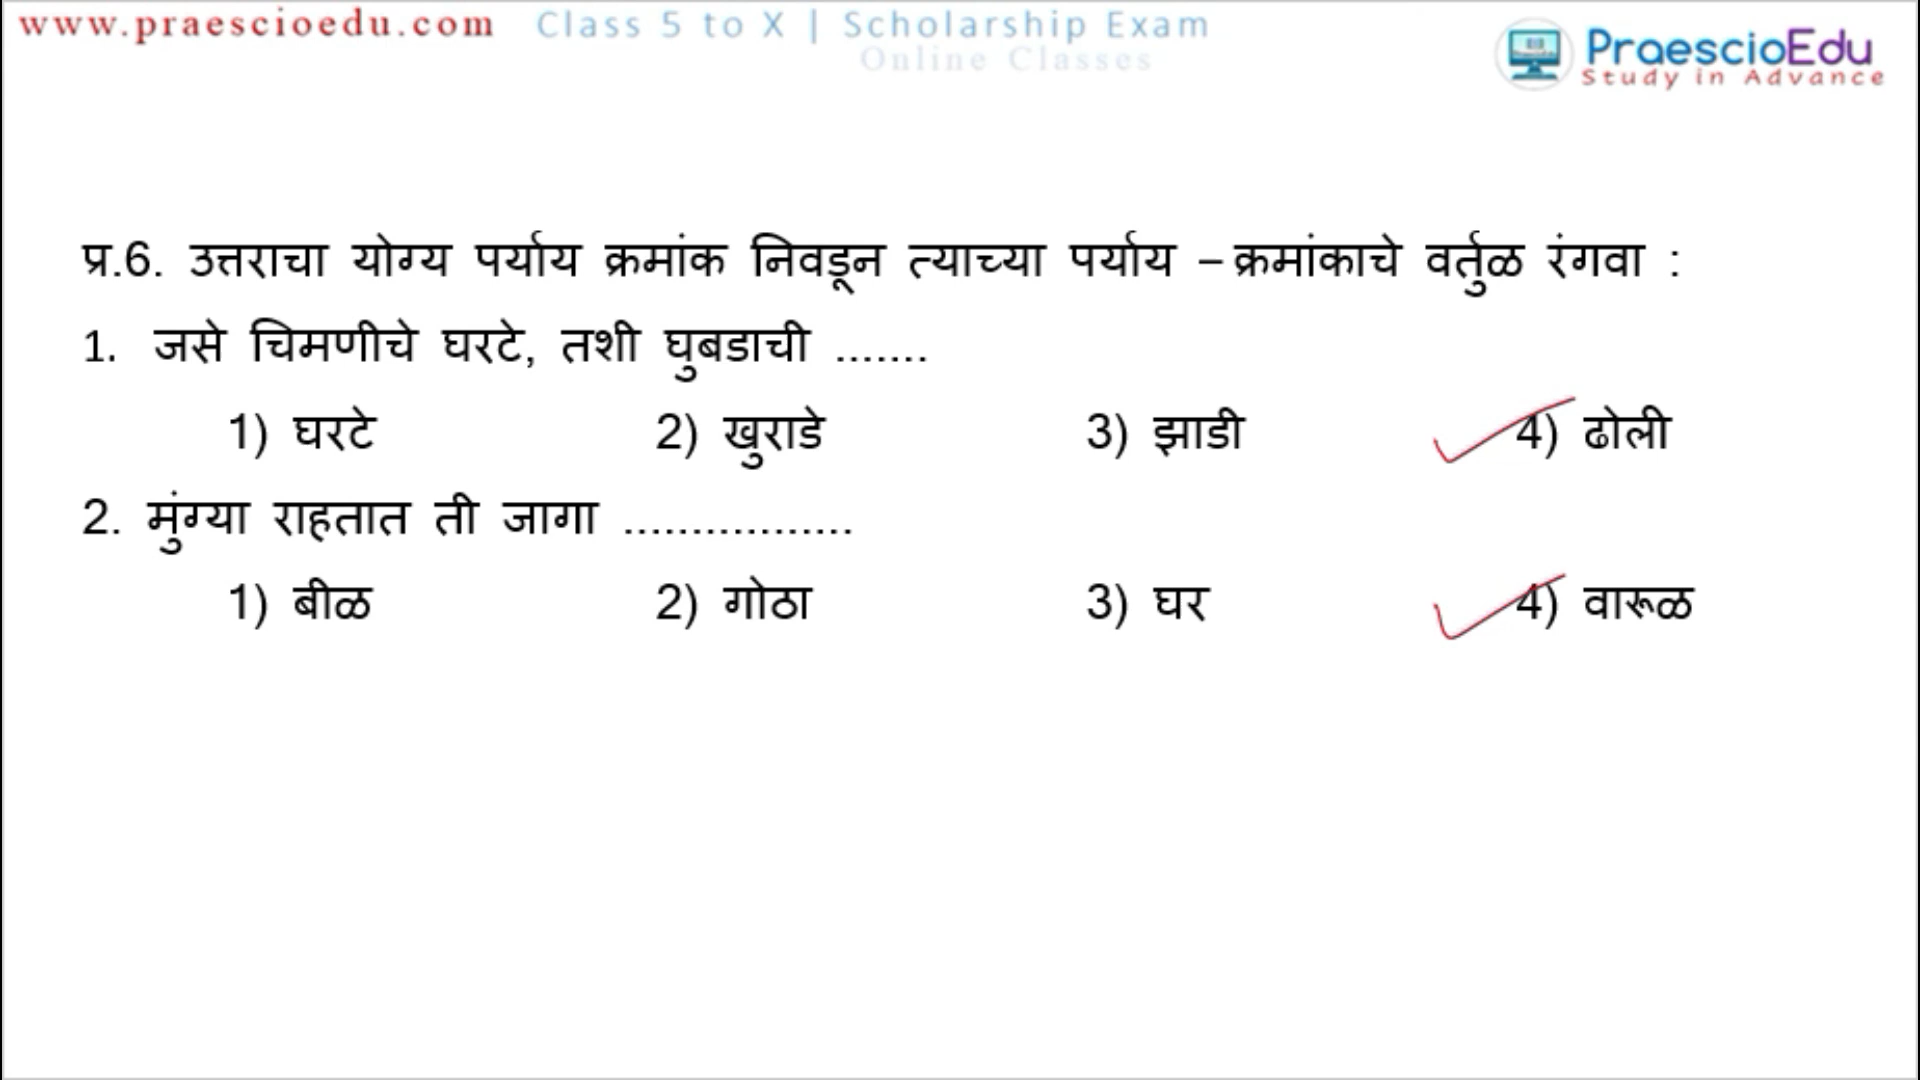 www.praescioedu.com Class 5 to X | Scholarship Exam
Online Classes
PraescioEdu
Study in Advance
प्र.6. उत्तराचा योग्य पर्याय क्रमांक निवडून त्याच्या पर्याय – क्रमांकाचे वर्तुळ रंगवा :
1. जसे चिमणीचे घरटे, तशी घुबडाची .......
1) घरटे 2) खुराडे 3) झाडी 4) ढोली
2. मुंग्या राहतात ती जागा .................
1) बीळ 2) गोठा 3) घर 4) वारूळ